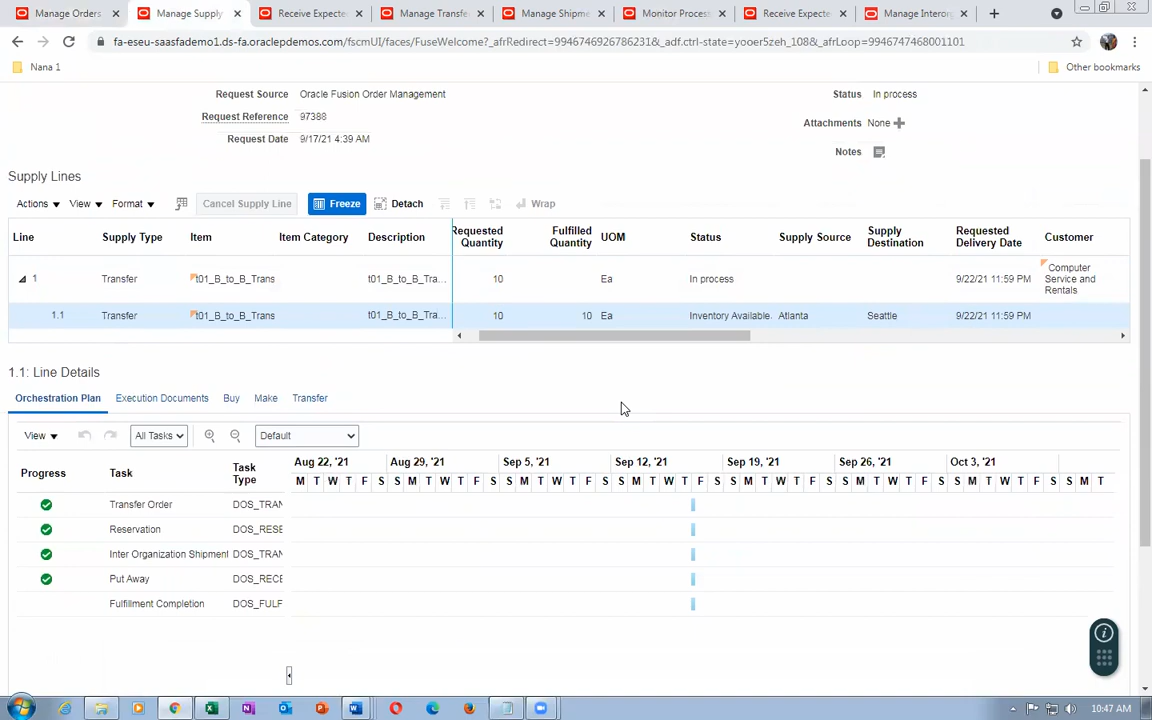 Manage Orders
Manage Supply
Receive Expecte
Manage Transfe
Manage Shipme
Monitor Process
Receive Expecte
Manage Interorg
fa-eseu-saasfademo1.ds-fa.oraclepdemos.com/fscmUI/faces/FuseWelcome?_afrRedirect=9946746926786231&_adf.ctrl-state=yooer5zeh_108&_afrLoop=9946747468001101
Nana 1
Other bookmarks
Request Source Oracle Fusion Order Management
Status In process
Request Reference 97388
Attachments None
Request Date 9/17/21 4:39 AM
Notes
Supply Lines
Actions View Format Cancel Supply Line Freeze Detach Wrap
Line Supply Type Item Item Category Description Requested Quantity Fulfilled Quantity UOM Status Supply Source Supply Destination Requested Delivery Date Customer
1 Transfer t01_B_to_B_Trans t01_B_to_B_Tra... 10 Ea In process 9/22/21 11:59 PM Computer Service and Rentals
1.1 Transfer t01_B_to_B_Trans t01_B_to_B_Tra... 10 10 Ea Inventory Available. Atlanta Seattle 9/22/21 11:59 PM
1.1: Line Details
Orchestration Plan Execution Documents Buy Make Transfer
View All Tasks Default
Progress Task Task Type
Aug 22, '21 Aug 29, '21 Sep 5, '21 Sep 12, '21 Sep 19, '21 Sep 26, '21 Oct 3, '21
M T W T F S S M T W T F S S M T W T F S S M T W T F S S M T W T F S S M T W T F S S M T W T F S S M T
Transfer Order DOS_TRAN
Reservation DOS_RESE
Inter Organization Shipment DOS_TRAN
Put Away DOS_RECE
Fulfillment Completion DOS_FULF
10:47 AM